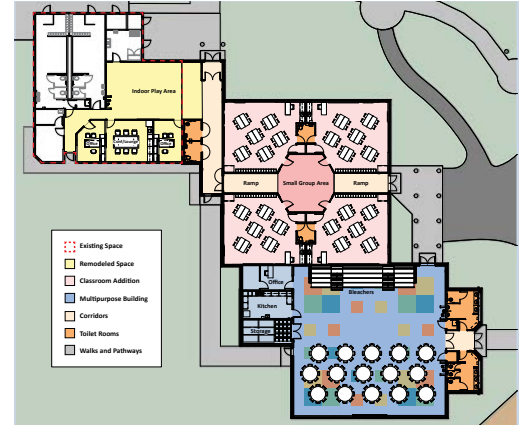 Indoor Play Area
Office
Office
Ramp
Small Group Area
Ramp
Office
Bleachers
Kitchen
Storage
Existing Space
Remodeled Space
Classroom Addition
Multipurpose Building
Corridors
Toilet Rooms
Walks and Pathways